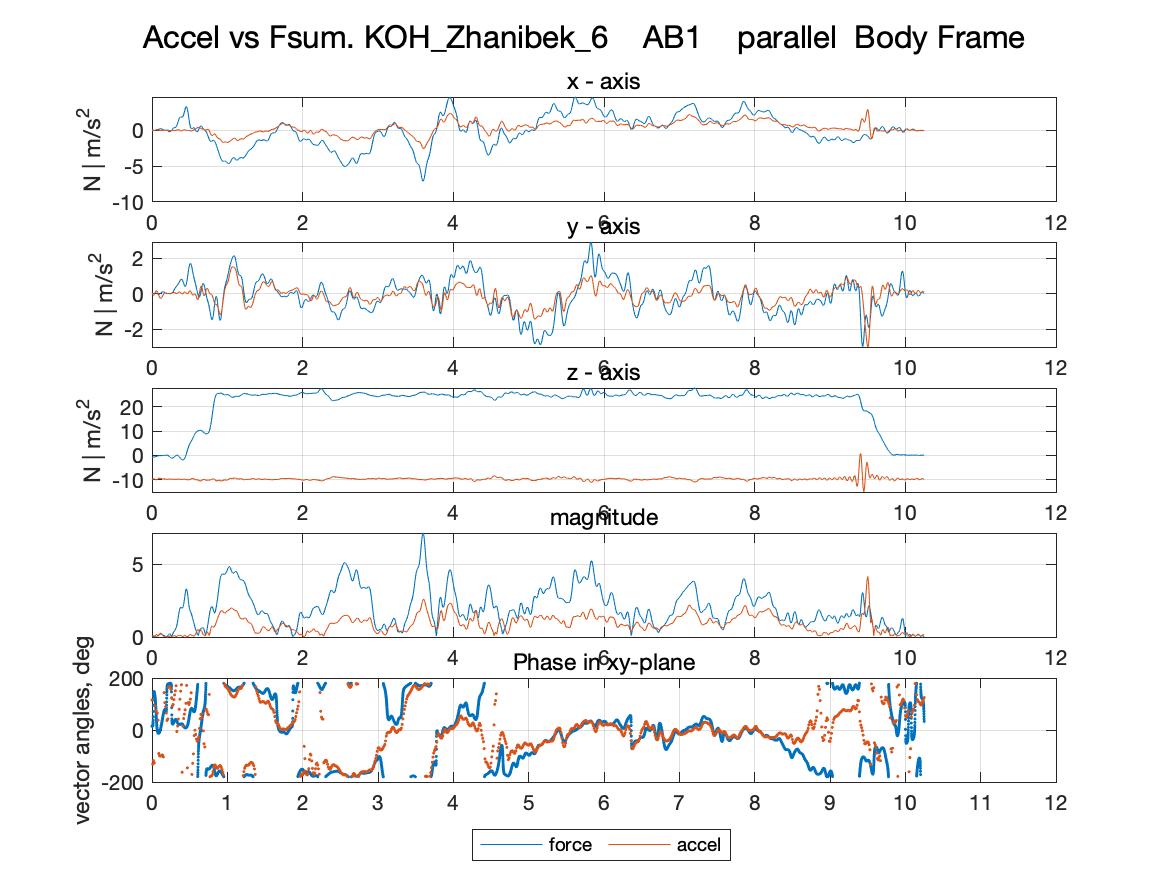 Accel vs Fsum. KOH_Zhanibek_6 AB1 parallel Body Frame
x - axis
N | m/s²
0
-5
-10
0 2 4 6 8 10 12
y - axis
N | m/s²
2
0
-2
0 2 4 6 8 10 12
z - axis
N | m/s²
20
10
0
-10
0 2 4 6 8 10 12
magnitude
5
0
0 2 4 6 8 10 12
Phase in xy-plane
vector angles, deg
200
0
-200
0 1 2 3 4 5 6 7 8 9 10 11 12
force accel